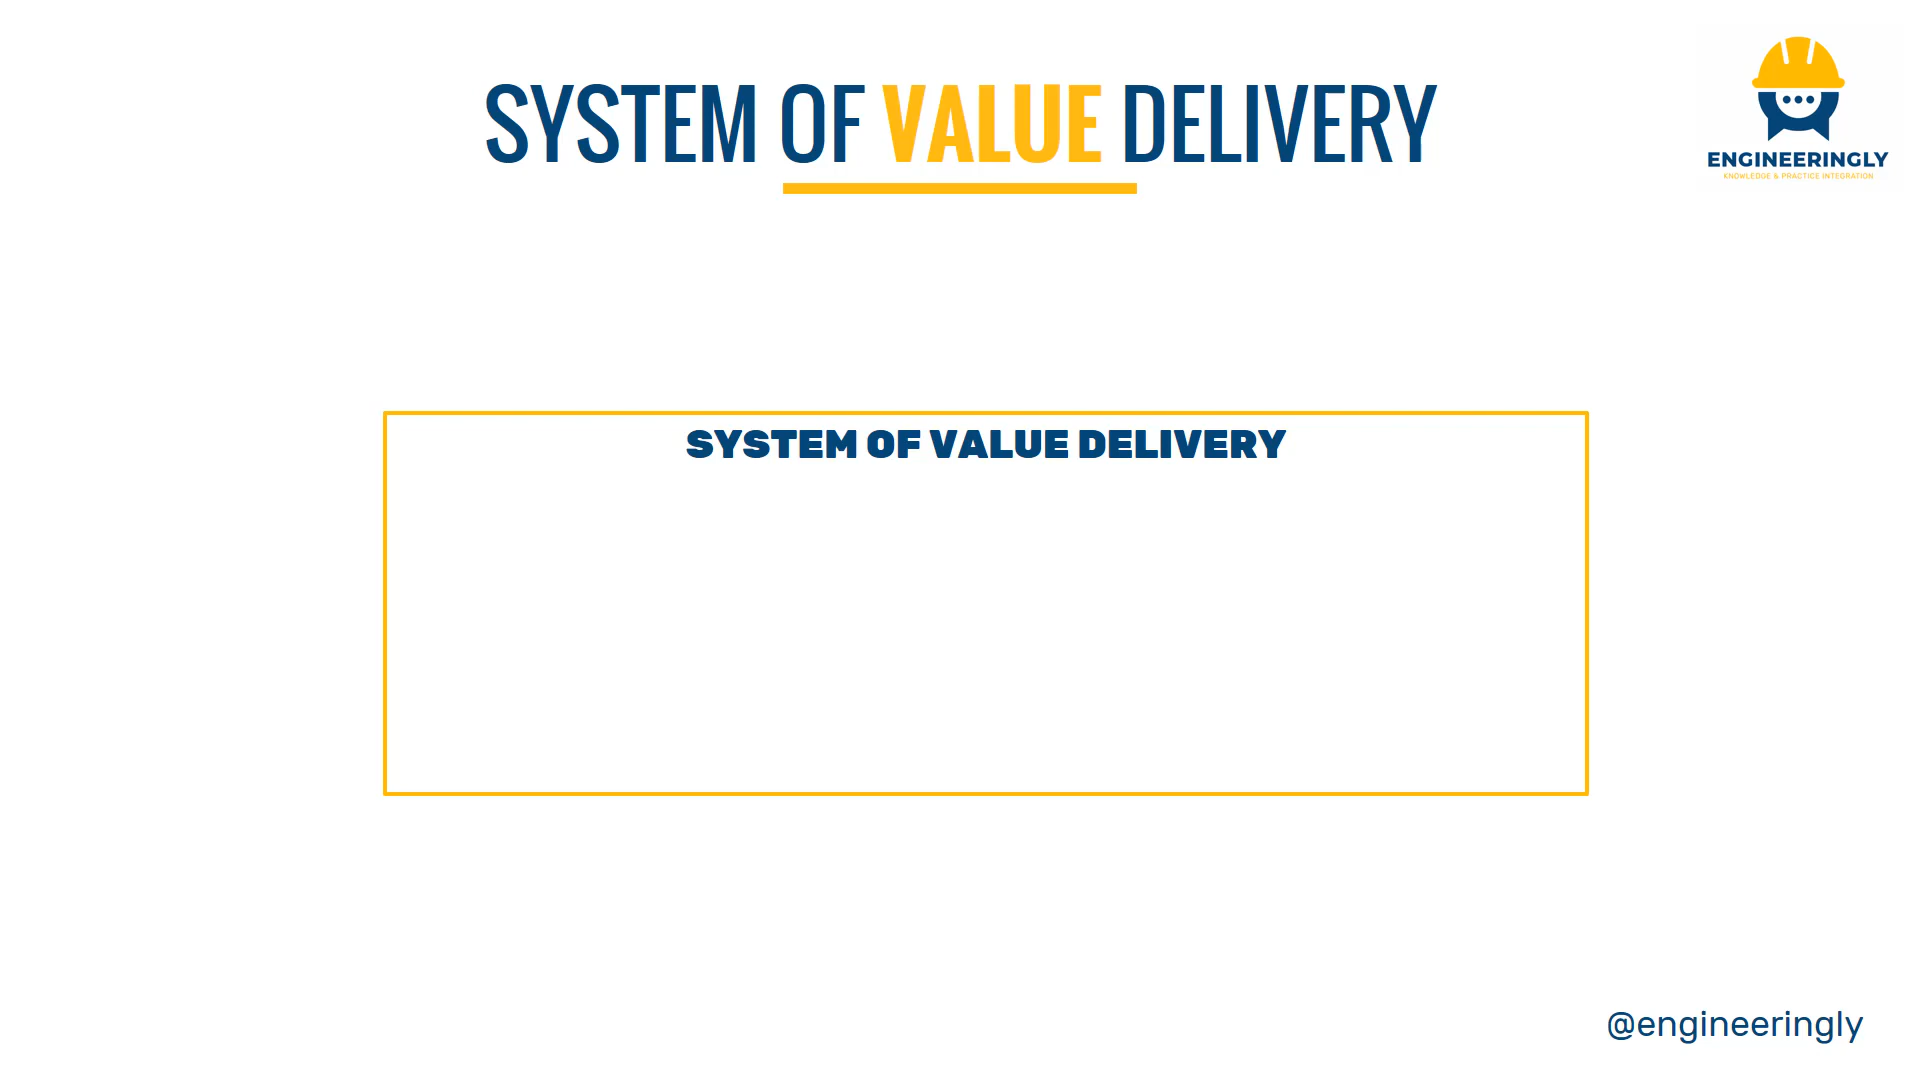 SYSTEM OF VALUE DELIVERY
ENGINEERINGLY
KNOWLEDGE & PRACTICE INTEGRATION
SYSTEM OF VALUE DELIVERY
@engineeringly